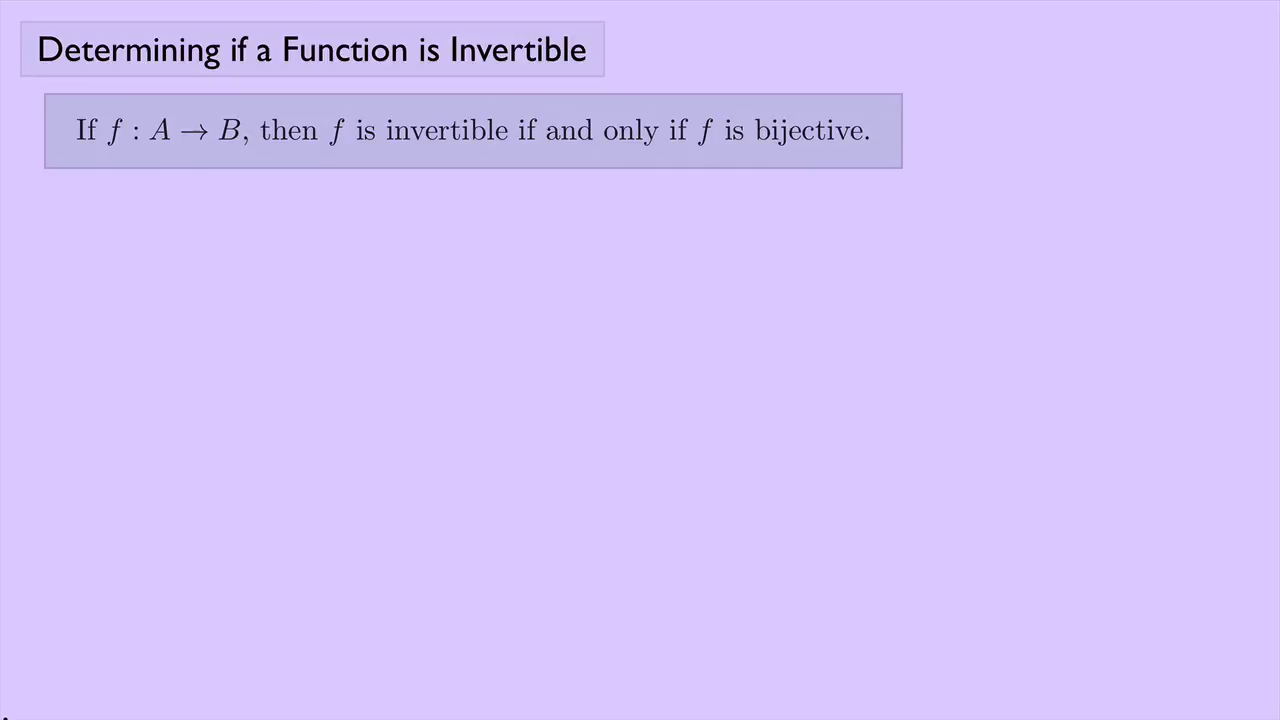 Determining if a Function is Invertible
If f : A → B, then f is invertible if and only if f is bijective.